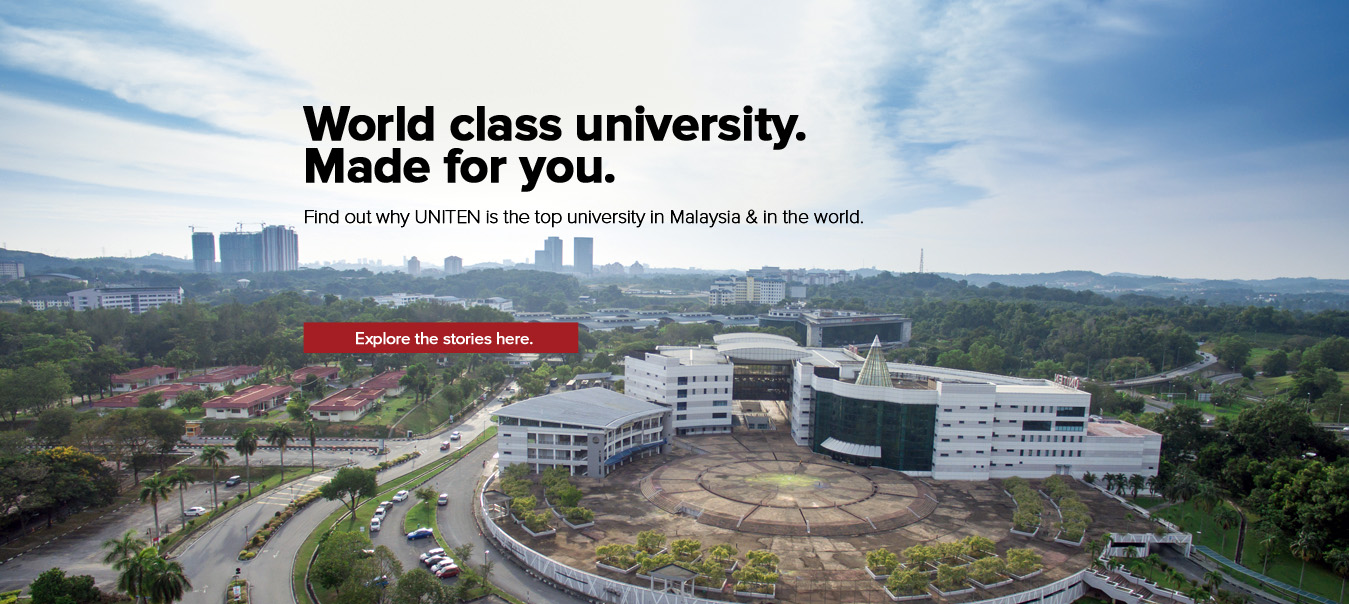 World class university.
Made for you.
Find out why UNITEN is the top university in Malaysia & in the world.
Explore the stories here.